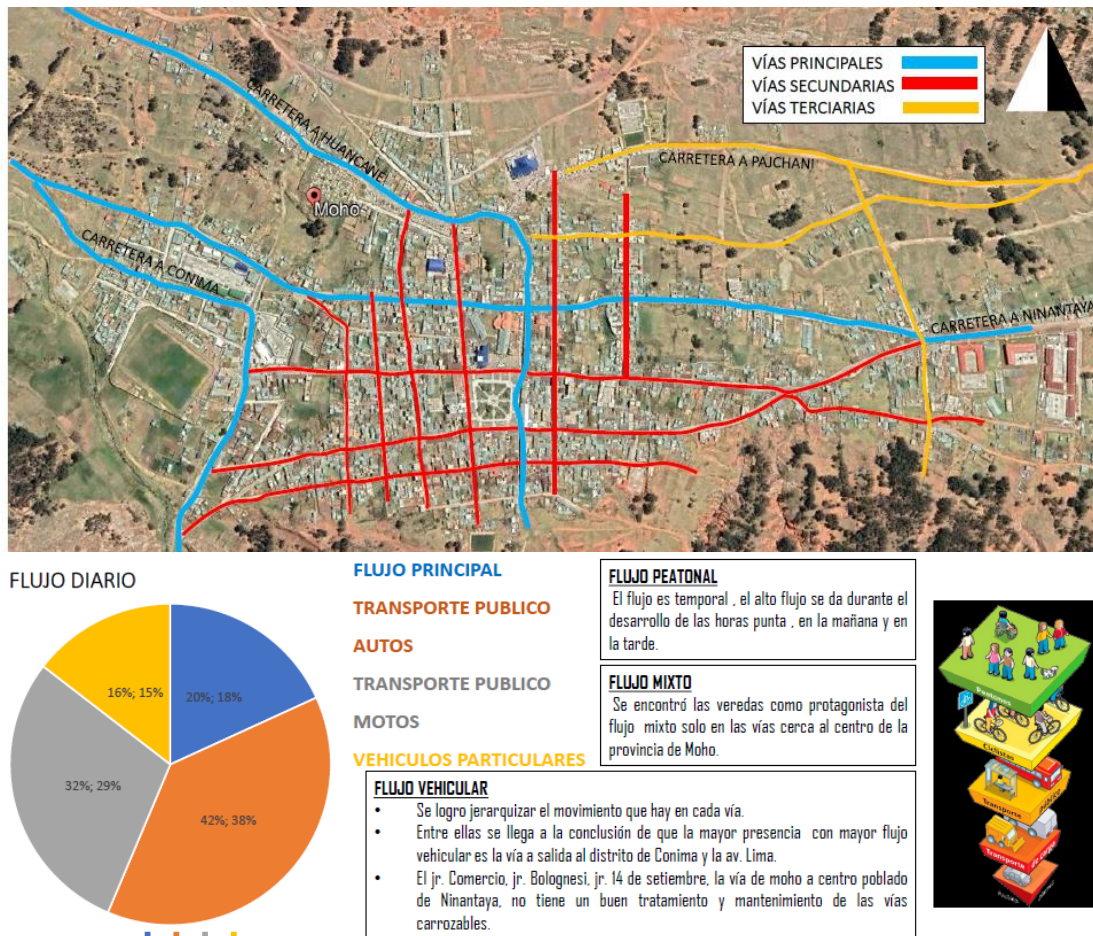 VÍAS PRINCIPALES
VÍAS SECUNDARIAS
VÍAS TERCIARIAS
CARRETERA A HUANCANÉ
CARRETERA A PAJCHANI
Moho
CARRETERA A CONIMA
CARRETERA A NINANTAYA
FLUJO DIARIO
20%; 18%
42%; 38%
32%; 29%
16%; 15%
FLUJO PRINCIPAL
TRANSPORTE PUBLICO
AUTOS
TRANSPORTE PUBLICO
MOTOS
VEHICULOS PARTICULARES
FLUJO PEATONAL
El flujo es temporal , el alto flujo se da durante el
desarrollo de las horas punta , en la mañana y en
la tarde.
FLUJO MIXTO
Se encontró las veredas como protagonista del
flujo mixto solo en las vías cerca al centro de la
provincia de Moho.
FLUJO VEHICULAR
• Se logro jerarquizar el movimiento que hay en cada vía.
• Entre ellas se llega a la conclusión de que la mayor presencia con mayor flujo
vehicular es la vía a salida al distrito de Conima y la av. Lima.
• El jr. Comercio, jr. Bolognesi, jr. 14 de setiembre, la vía de moho a centro poblado
de Ninantaya, no tiene un buen tratamiento y mantenimiento de las vías
carrozables.
Peatones
Ciclistas
Transporte público
Transporte de carga